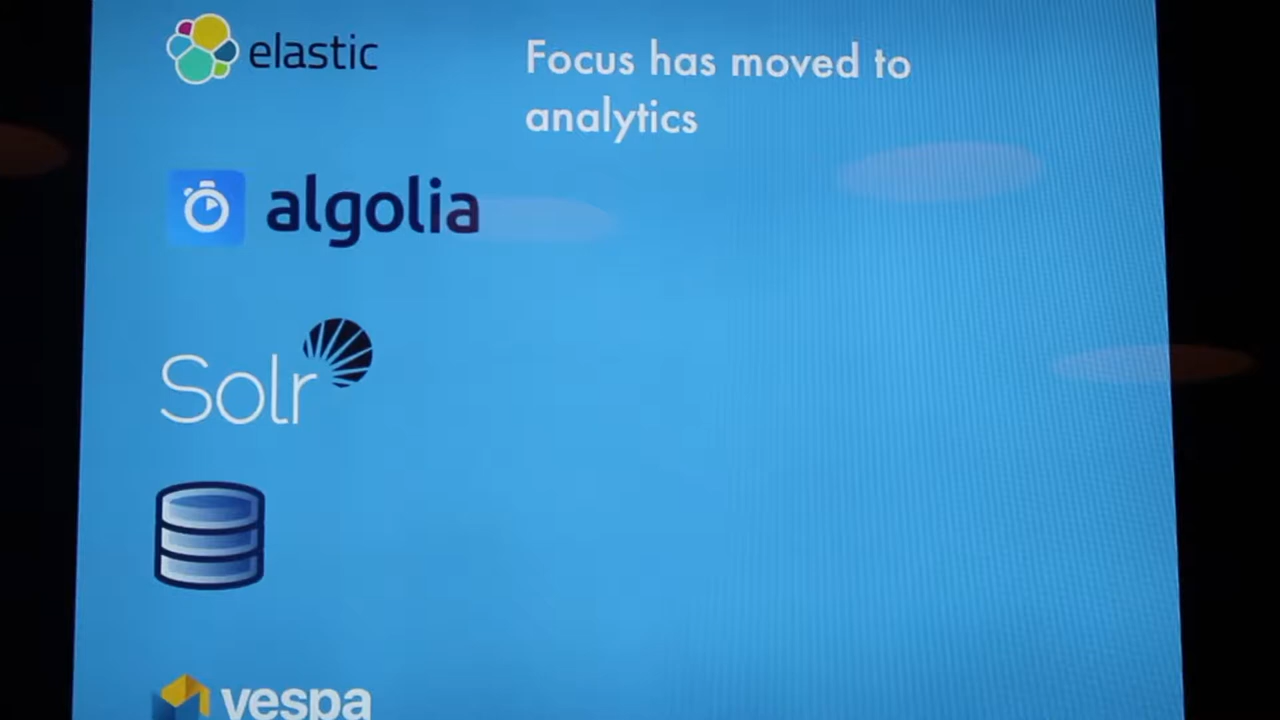 elastic
Focus has moved to
analytics
algolia
Solr
vespa